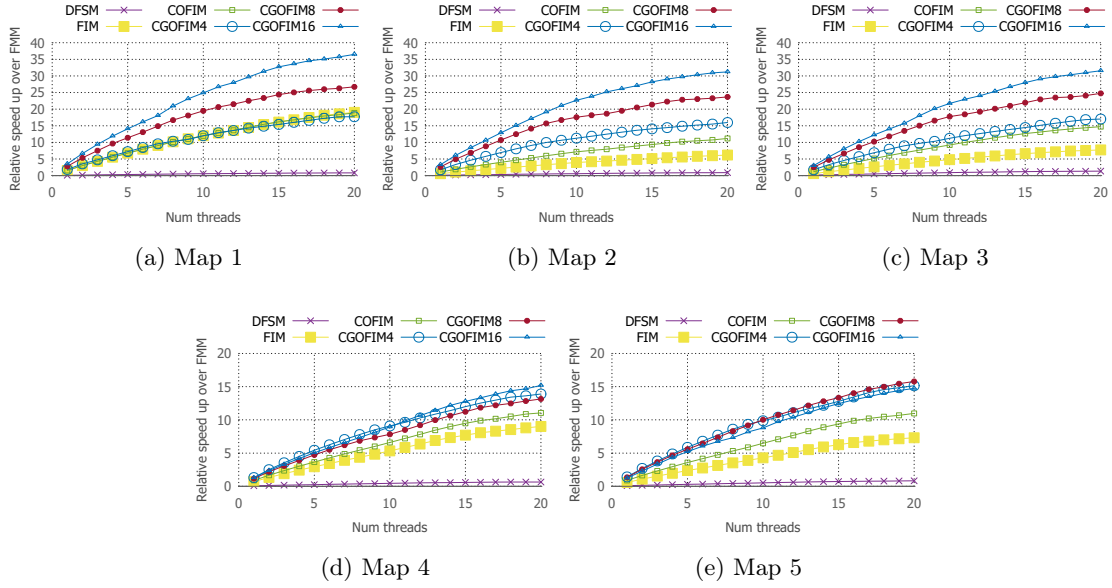 DFSM COFIM CGOFIM8
FIM CGOFIM4 CGOFIM16
Relative speed up over FMM
40
35
30
25
20
15
10
5
0
0 5 10 15 20
Num threads
(a) Map 1
DFSM COFIM CGOFIM8
FIM CGOFIM4 CGOFIM16
Relative speed up over FMM
40
35
30
25
20
15
10
5
0
0 5 10 15 20
Num threads
(b) Map 2
DFSM COFIM CGOFIM8
FIM CGOFIM4 CGOFIM16
Relative speed up over FMM
40
35
30
25
20
15
10
5
0
0 5 10 15 20
Num threads
(c) Map 3
DFSM COFIM CGOFIM8
FIM CGOFIM4 CGOFIM16
Relative speed up over FMM
20
15
10
5
0
0 5 10 15 20
Num threads
(d) Map 4
DFSM COFIM CGOFIM8
FIM CGOFIM4 CGOFIM16
Relative speed up over FMM
20
15
10
5
0
0 5 10 15 20
Num threads
(e) Map 5